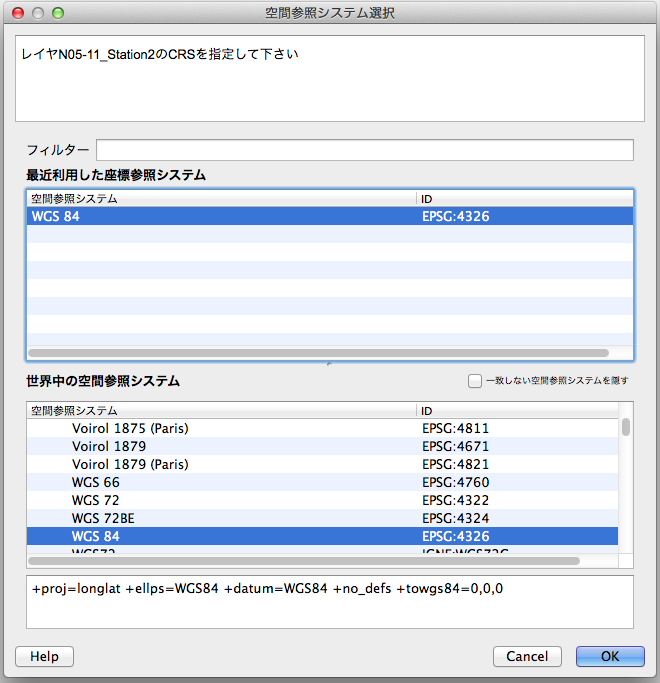 空間参照システム選択
レイヤN05-11_Station2のCRSを指定して下さい
フィルター
最近利用した座標参照システム
空間参照システム ID
WGS 84 EPSG:4326
世界中の空間参照システム 一致しない空間参照システムを隠す
空間参照システム ID
Voirol 1875 (Paris) EPSG:4811
Voirol 1879 EPSG:4671
Voirol 1879 (Paris) EPSG:4821
WGS 66 EPSG:4760
WGS 72 EPSG:4322
WGS 72BE EPSG:4324
WGS 84 EPSG:4326
WGS72 IGNF:WGS72G
+proj=longlat +ellps=WGS84 +datum=WGS84 +no_defs +towgs84=0,0,0
Help Cancel OK